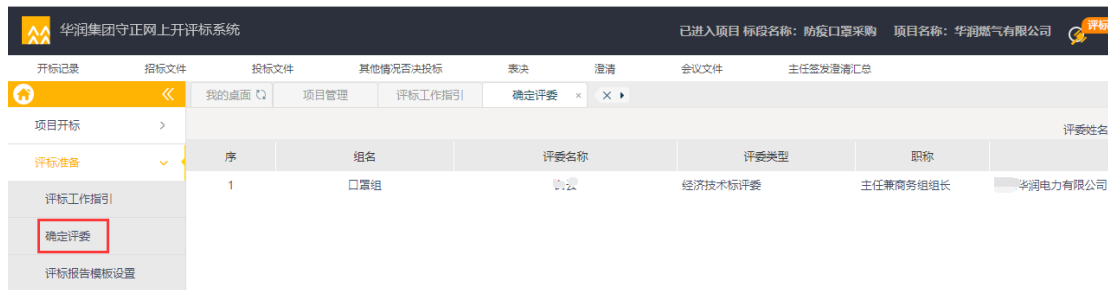 华润集团守正网上开评标系统 已进入项目 标段名称：防疫口罩采购 项目名称：华润燃气有限公司 评标
开标记录 招标文件 投标文件 其他情况否决投标 表决 澄清 会议文件 主任签发澄清汇总
我的桌面 项目管理 评标工作指引 确定评委
项目开标
评委姓名
评标准备
序 组名 评委名称 评委类型 职称
1 口罩组 经济技术标评委 主任兼商务组组长 华润电力有限公司
评标工作指引
确定评委
评标报告模板设置